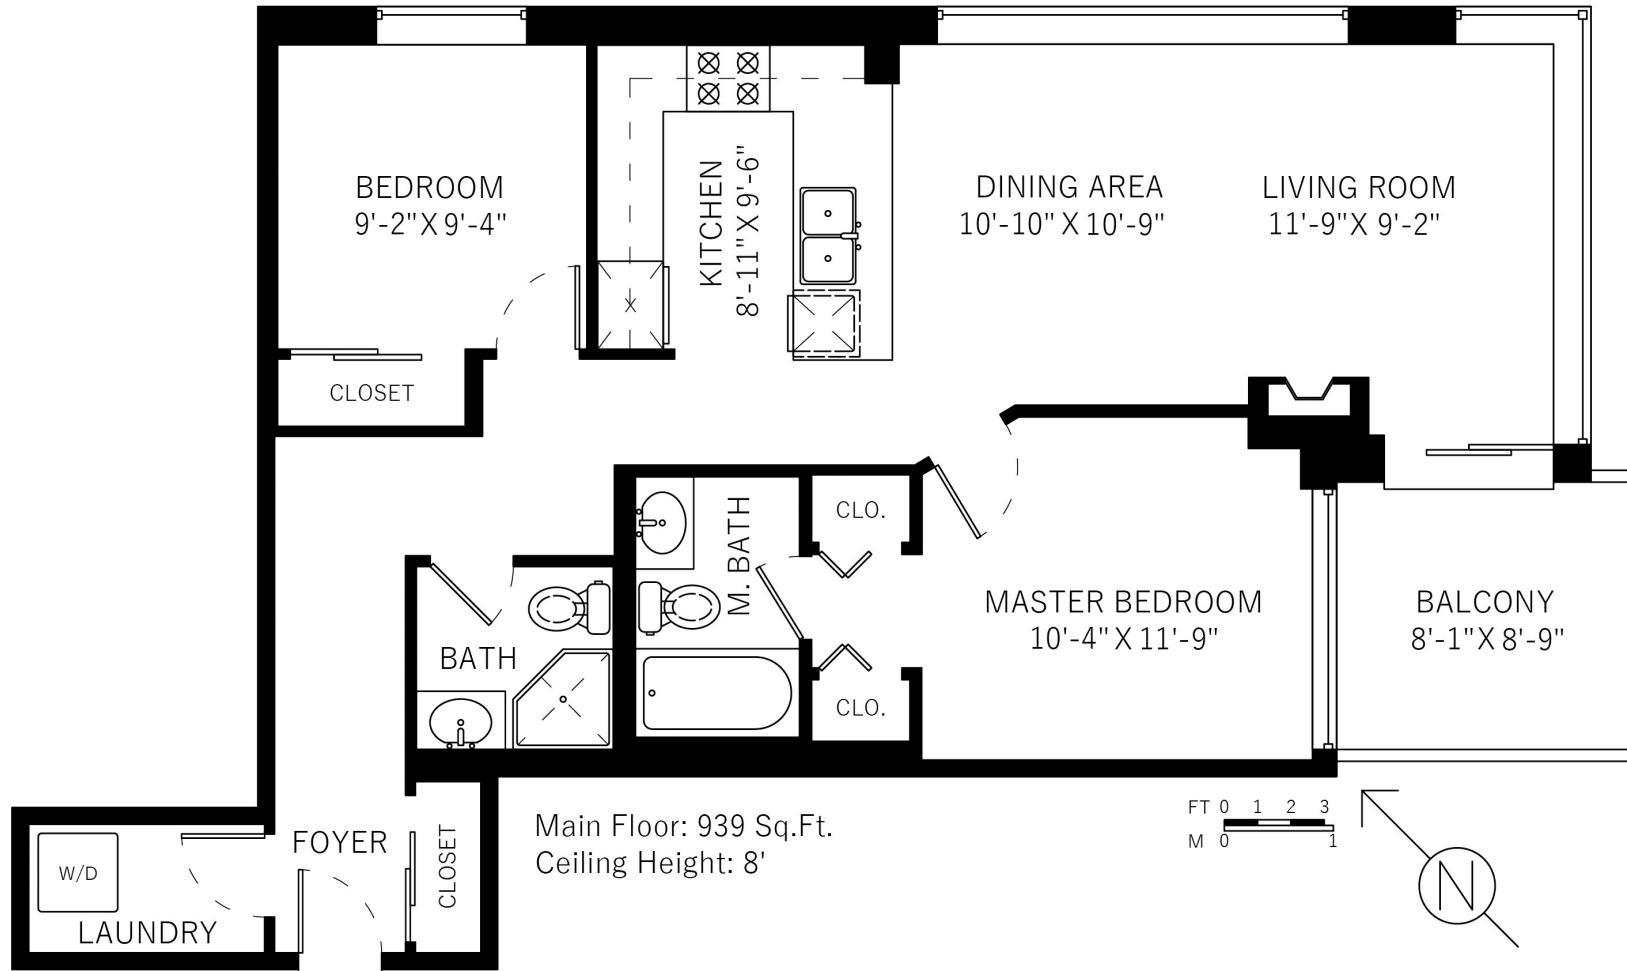 BEDROOM
9'-2" X 9'-4"
CLOSET
KITCHEN
8'-11" X 9'-6"
DINING AREA
10'-10" X 10'-9"
LIVING ROOM
11'-9" X 9'-2"
CLO.
M. BATH
BATH
CLO.
MASTER BEDROOM
10'-4" X 11'-9"
BALCONY
8'-1" X 8'-9"
FOYER
W/D
LAUNDRY
CLOSET
Main Floor: 939 Sq.Ft.
Ceiling Height: 8'
FT 0 1 2 3
M 0 1
N